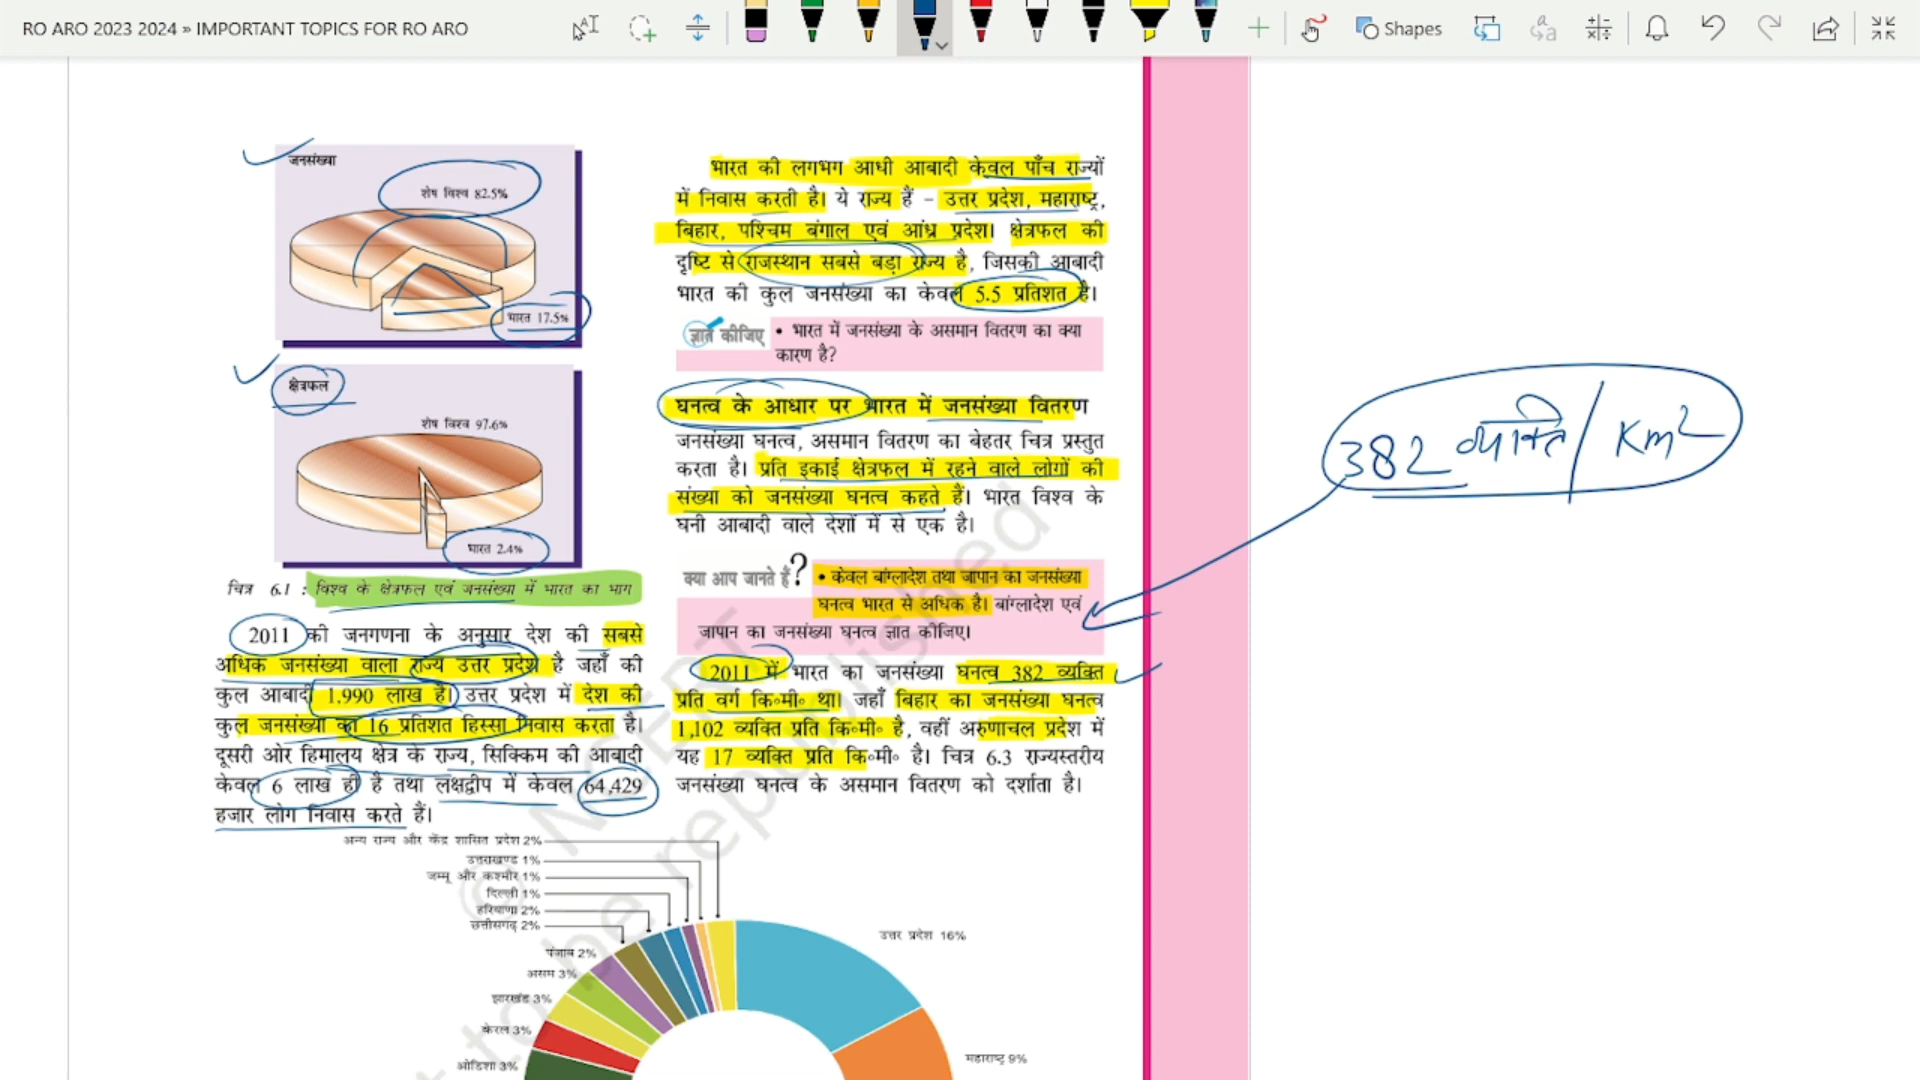 RO ARO 2023 2024 » IMPORTANT TOPICS FOR RO ARO
Shapes
जनसंख्या
शेष विश्व 82.5%
भारत 17.5%
क्षेत्रफल
शेष विश्व 97.6%
भारत 2.4%
चित्र 6.1 : विश्व के क्षेत्रफल एवं जनसंख्या में भारत का भाग
2011 की जनगणना के अनुसार देश की सबसे
अधिक जनसंख्या वाला राज्य उत्तर प्रदेश है जहाँ की
कुल आबादी 1,990 लाख है। उत्तर प्रदेश में देश की
कुल जनसंख्या का 16 प्रतिशत हिस्सा निवास करता है।
दूसरी ओर हिमालय क्षेत्र के राज्य, सिक्किम की आबादी
केवल 6 लाख ही है तथा लक्षद्वीप में केवल 64,429
हजार लोग निवास करते हैं।
भारत की लगभग आधी आबादी केवल पाँच राज्यों
में निवास करती है। ये राज्य हैं – उत्तर प्रदेश, महाराष्ट्र,
बिहार, पश्चिम बंगाल एवं आंध्र प्रदेश। क्षेत्रफल की
दृष्टि से राजस्थान सबसे बड़ा राज्य है, जिसकी आबादी
भारत की कुल जनसंख्या का केवल 5.5 प्रतिशत है।
ज्ञात कीजिए • भारत में जनसंख्या के असमान वितरण का क्या
कारण है?
घनत्व के आधार पर भारत में जनसंख्या वितरण
जनसंख्या घनत्व, असमान वितरण का बेहतर चित्र प्रस्तुत
करता है। प्रति इकाई क्षेत्रफल में रहने वाले लोगों की
संख्या को जनसंख्या घनत्व कहते हैं। भारत विश्व के
घनी आबादी वाले देशों में से एक है।
क्या आप जानते हैं? • केवल बांग्लादेश तथा जापान का जनसंख्या
घनत्व भारत से अधिक है। बांग्लादेश एवं
जापान का जनसंख्या घनत्व ज्ञात कीजिए।
2011 में भारत का जनसंख्या घनत्व 382 व्यक्ति
प्रति वर्ग कि॰मी॰ था। जहाँ बिहार का जनसंख्या घनत्व
1,102 व्यक्ति प्रति कि॰मी॰ है, वहीं अरुणाचल प्रदेश में
यह 17 व्यक्ति प्रति कि॰मी॰ है। चित्र 6.3 राज्यस्तरीय
जनसंख्या घनत्व के असमान वितरण को दर्शाता है।
382 व्यक्ति / Km²
अन्य राज्य और केंद्र शासित प्रदेश 2%
उत्तराखण्ड 1%
जम्मू और कश्मीर 1%
दिल्ली 1%
हरियाणा 2%
छत्तीसगढ़ 2%
पंजाब 2%
असम 3%
झारखंड 3%
केरल 3%
ओडिशा 3%
उत्तर प्रदेश 16%
महाराष्ट्र 9%
© NCERT
be republished